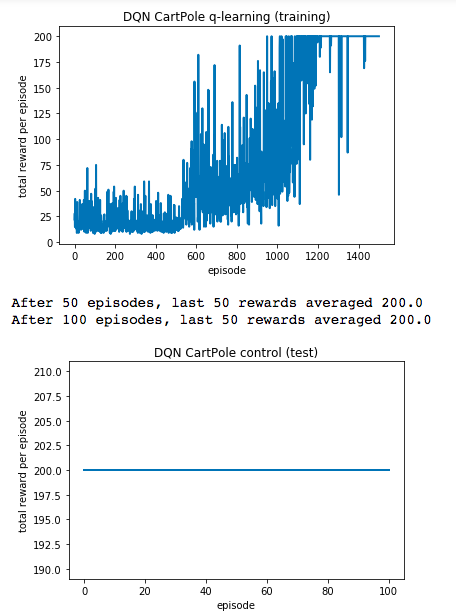 DQN CartPole q-learning (training)
total reward per episode
200
175
150
125
100
75
50
25
0
0 200 400 600 800 1000 1200 1400
episode
After 50 episodes, last 50 rewards averaged 200.0
After 100 episodes, last 50 rewards averaged 200.0
DQN CartPole control (test)
total reward per episode
210.0
207.5
205.0
202.5
200.0
197.5
195.0
192.5
190.0
0 20 40 60 80 100
episode